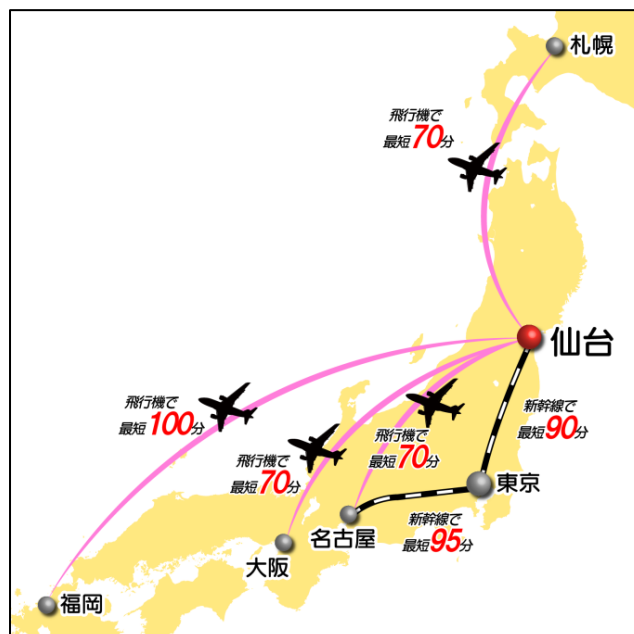 札幌
飛行機で
最短70分
仙台
飛行機で
最短100分
飛行機で
最短70分
飛行機で
最短70分
新幹線で
最短90分
東京
名古屋
新幹線で
最短95分
大阪
福岡